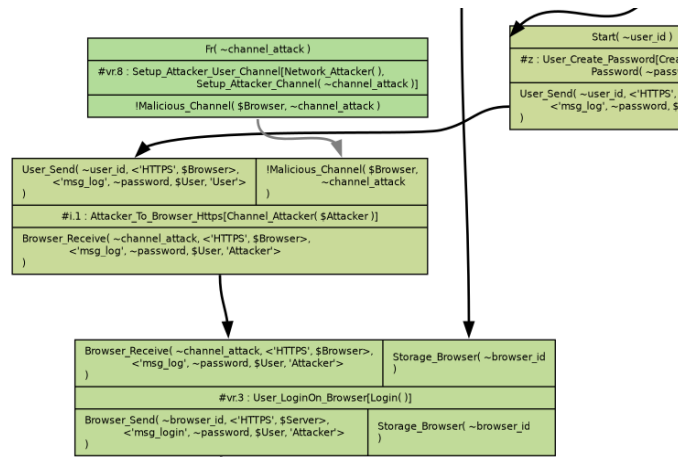 Fr( ~channel_attack )
#vr.8 : Setup_Attacker_User_Channel[Network_Attacker( ),
Setup_Attacker_Channel( ~channel_attack )]
!Malicious_Channel( $Browser, ~channel_attack )
Start( ~user_id )
#z : User_Create_Password[Crea
Password( ~pass
User_Send( ~user_id, <'HTTPS',
<'msg_log', ~password, $
)
User_Send( ~user_id, <'HTTPS', $Browser>,
<'msg_log', ~password, $User, 'User'>
)
!Malicious_Channel( $Browser,
~channel_attack
)
#i.1 : Attacker_To_Browser_Https[Channel_Attacker( $Attacker )]
Browser_Receive( ~channel_attack, <'HTTPS', $Browser>,
<'msg_log', ~password, $User, 'Attacker'>
)
Browser_Receive( ~channel_attack, <'HTTPS', $Browser>,
<'msg_log', ~password, $User, 'Attacker'>
)
Storage_Browser( ~browser_id
)
#vr.3 : User_LoginOn_Browser[Login( )]
Browser_Send( ~browser_id, <'HTTPS', $Server>,
<'msg_login', ~password, $User, 'Attacker'>
)
Storage_Browser( ~browser_id
)